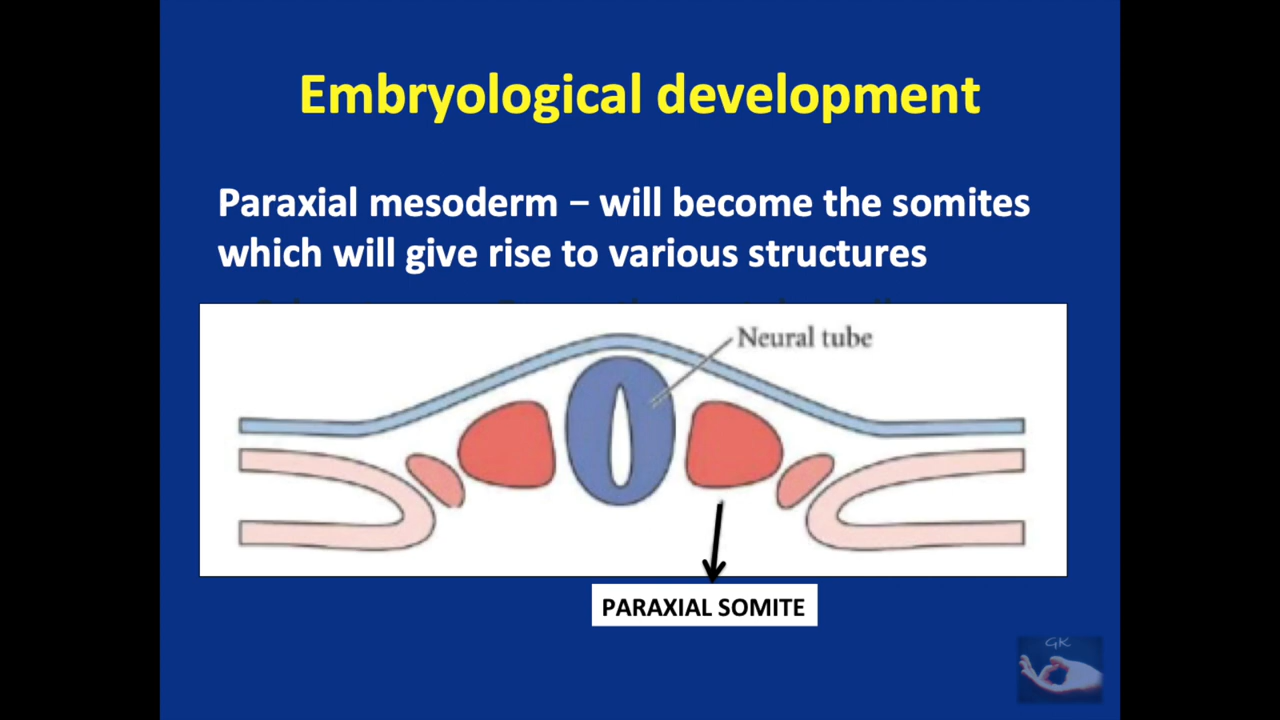 Embryological development
Paraxial mesoderm – will become the somites
which will give rise to various structures
Neural tube
PARAXIAL SOMITE
GK